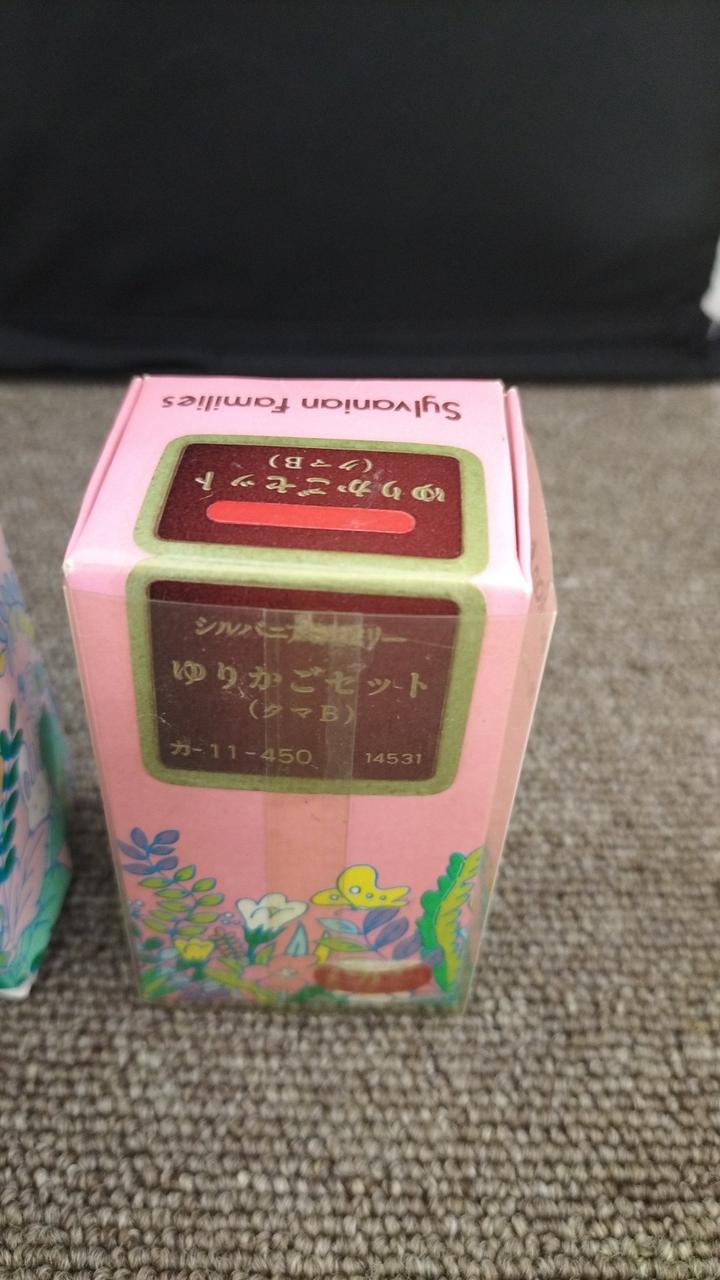 Sylvanian Families
ゆりかごセット
(クマB)
シルバニアファミリー
ゆりかごセット
(クマB)
カ-11-450 14531